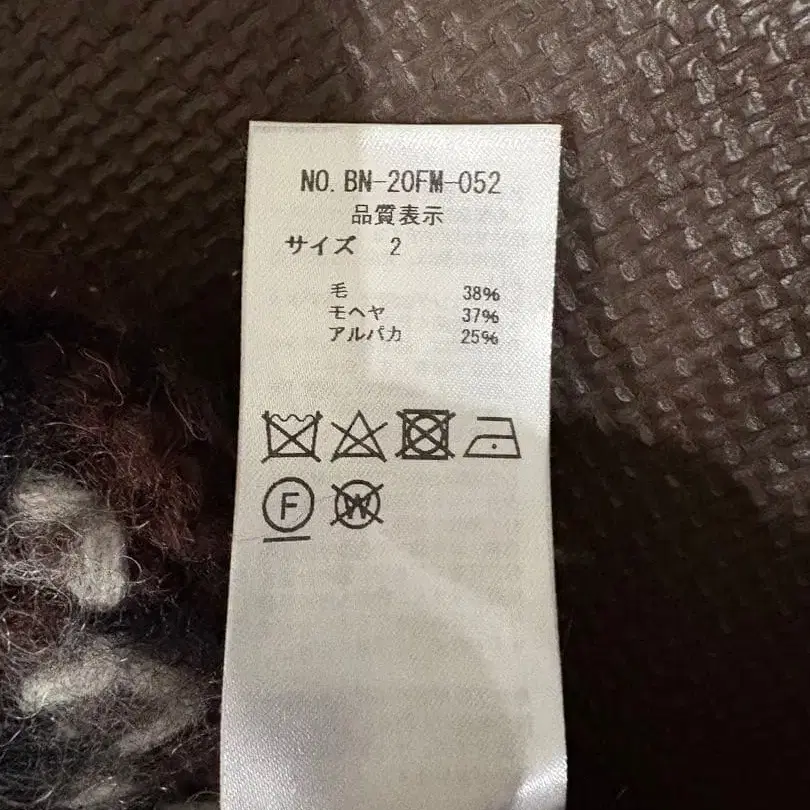 NO. BN-20FM-052
品質表示
サイズ 2
毛 38%
モヘヤ 37%
アルパカ 25%
F W